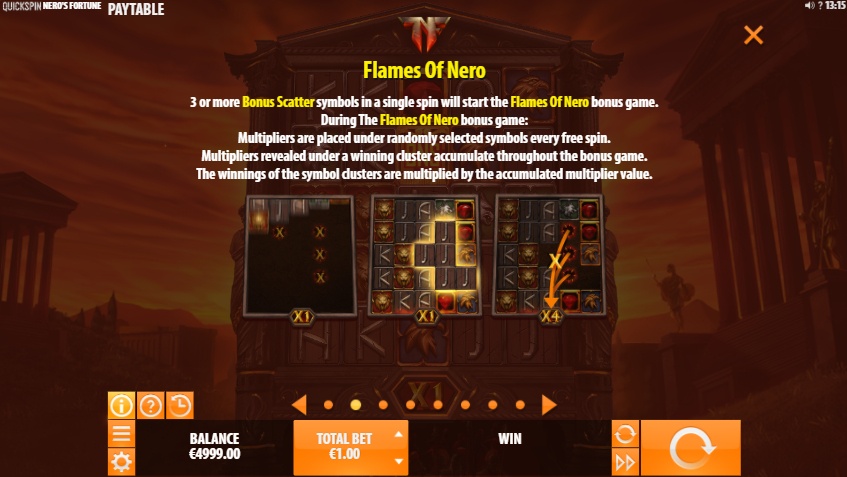 QUICKSPIN NERO'S FORTUNE PAYTABLE
? 13:15
Flames Of Nero
3 or more Bonus Scatter symbols in a single spin will start the Flames Of Nero bonus game.
During The Flames Of Nero bonus game:
Multipliers are placed under randomly selected symbols every free spin.
Multipliers revealed under a winning cluster accumulate throughout the bonus game.
The winnings of the symbol clusters are multiplied by the accumulated multiplier value.
X1 X1 X4
X1
BALANCE
€4999.00
TOTAL BET
€1.00
WIN